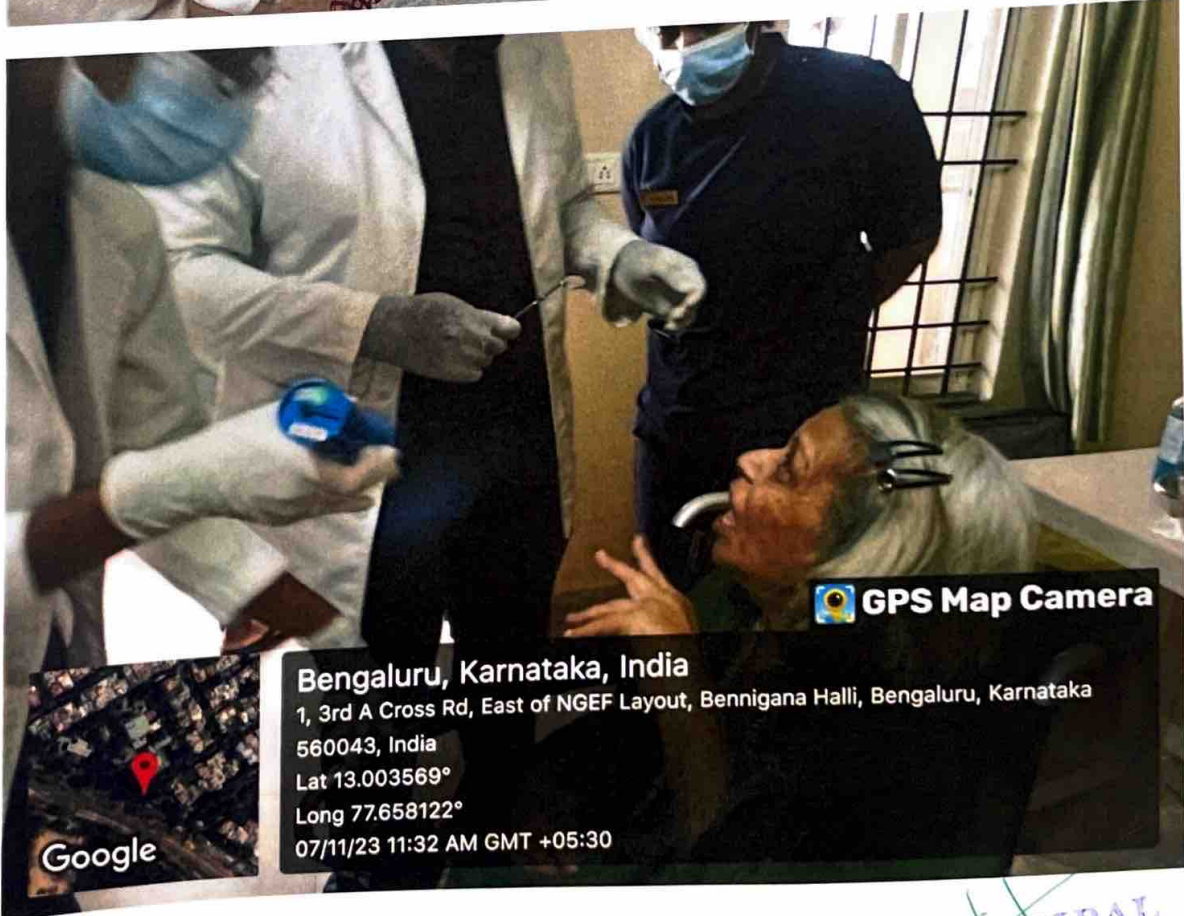 GPS Map Camera
Bengaluru, Karnataka, India
1, 3rd A Cross Rd, East of NGEF Layout, Bennigana Halli, Bengaluru, Karnataka
560043, India
Lat 13.003569°
Long 77.658122°
07/11/23 11:32 AM GMT +05:30
Google